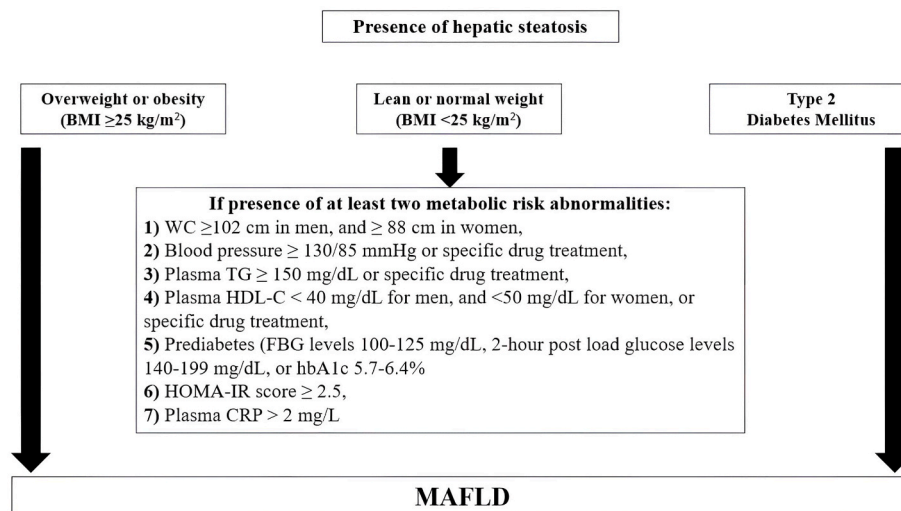 Presence of hepatic steatosis
Overweight or obesity
(BMI ≥25 kg/m²)
Lean or normal weight
(BMI <25 kg/m²)
Type 2
Diabetes Mellitus
If presence of at least two metabolic risk abnormalities:
1) WC ≥102 cm in men, and ≥ 88 cm in women,
2) Blood pressure ≥ 130/85 mmHg or specific drug treatment,
3) Plasma TG ≥ 150 mg/dL or specific drug treatment,
4) Plasma HDL-C < 40 mg/dL for men, and <50 mg/dL for women, or
specific drug treatment,
5) Prediabetes (FBG levels 100-125 mg/dL, 2-hour post load glucose levels
140-199 mg/dL, or hbA1c 5.7-6.4%
6) HOMA-IR score ≥ 2.5,
7) Plasma CRP > 2 mg/L
MAFLD